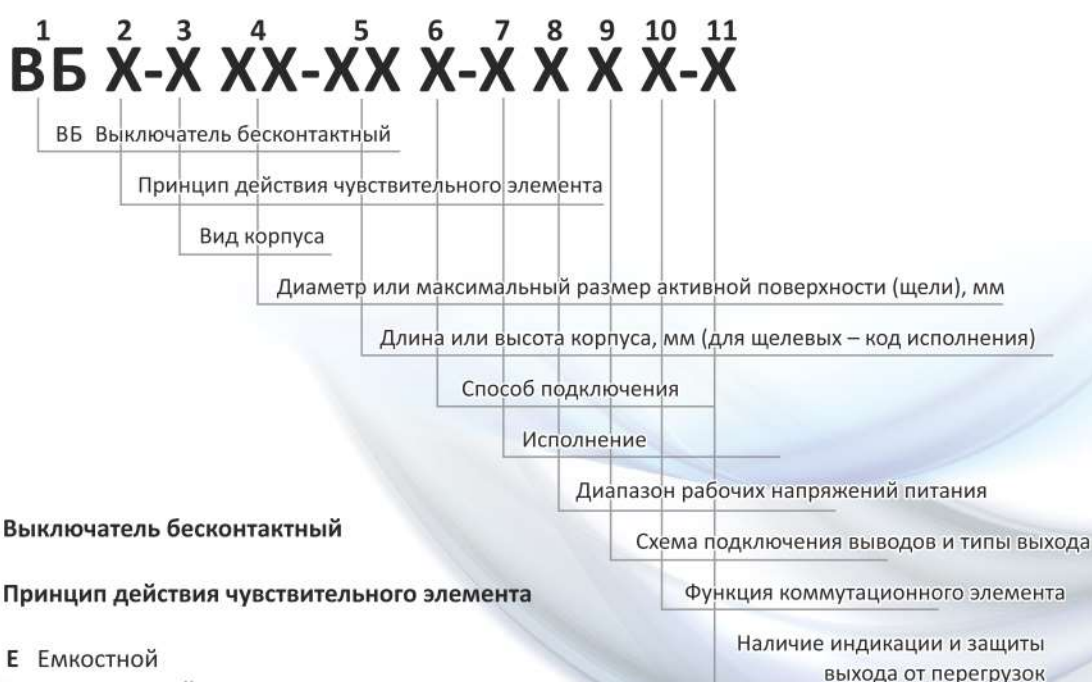 1 2 3 4 5 6 7 8 9 10 11
ВБ Х-Х ХХ-ХХ Х-Х Х Х Х-Х
ВБ Выключатель бесконтактный
Принцип действия чувствительного элемента
Вид корпуса
Диаметр или максимальный размер активной поверхности (щели), мм
Длина или высота корпуса, мм (для щелевых – код исполнения)
Способ подключения
Исполнение
Диапазон рабочих напряжений питания
Выключатель бесконтактный
Схема подключения выводов и типы выхода
Принцип действия чувствительного элемента
Функция коммутационного элемента
Наличие индикации и защиты
выхода от перегрузок
Е Емкостной